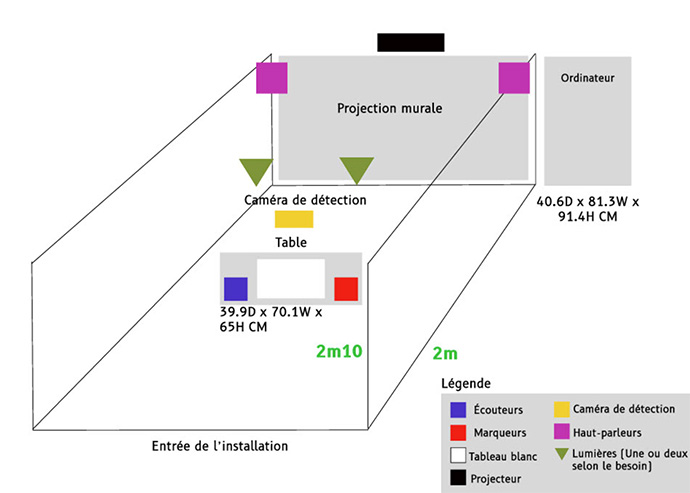 Projection murale
Ordinateur
Caméra de détection
40.6D x 81.3W x
91.4H CM
Table
39.9D x 70.1W x
65H CM
2m10
2m
Entrée de l'installation
Légende
Écouteurs
Caméra de détection
Marqueurs
Haut-parleurs
Tableau blanc
Lumières (Une ou deux
selon le besoin)
Projecteur